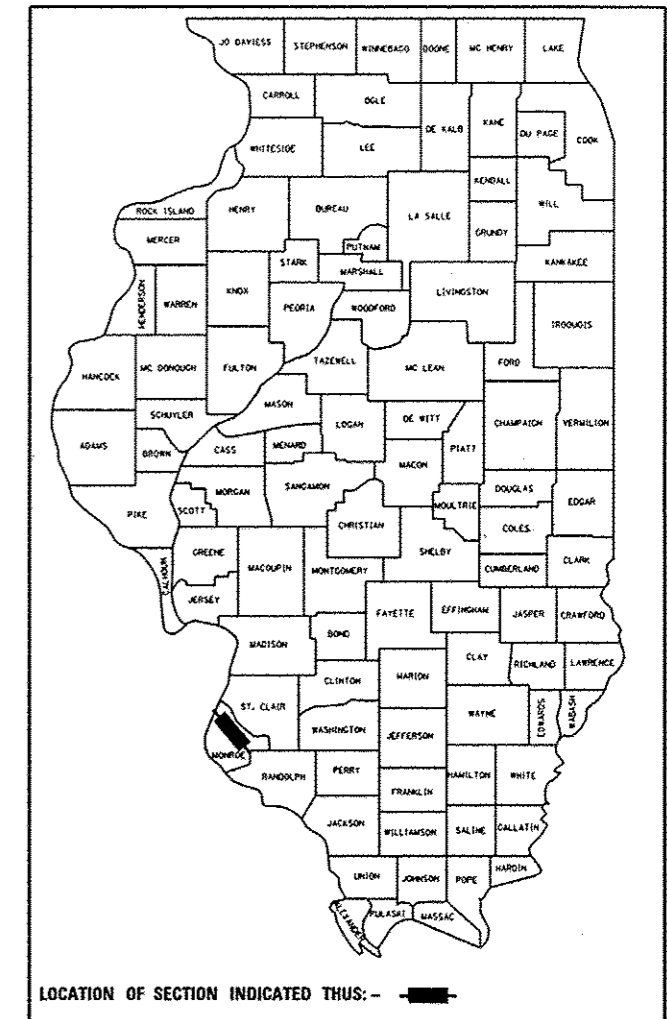 JO DAVIESS STEPHENSON WINNEBAGO BOONE MC HENRY LAKE
CARROLL OGLE DE KALB KANE DU PAGE COOK
WHITESIDE LEE
KENDALL WILL
ROCK ISLAND HENRY BUREAU LA SALLE GRUNDY
MERCER PUTNAM
STARK MARSHALL KANKAKEE
HENDERSON WARREN KNOX PEORIA WOODFORD LIVINGSTON IROQUOIS
HANCOCK MC DONOUGH FULTON TAZEWELL MC LEAN FORD
SCHUYLER MASON LOGAN DE WITT CHAMPAIGN VERMILION
ADAMS BROWN CASS MENARD MACON PIATT
PIKE SCOTT MORGAN SANGAMON MOULTRIE DOUGLAS EDGAR
CHRISTIAN COLES
CALHOUN GREENE MACOUPIN MONTGOMERY SHELBY CUMBERLAND CLARK
JERSEY FAYETTE EFFINGHAM JASPER CRAWFORD
MADISON BOND
CLINTON MARION CLAY RICHLAND LAWRENCE
ST. CLAIR WASHINGTON JEFFERSON WAYNE EDWARDS WABASH
MONROE
RANDOLPH PERRY HAMILTON WHITE
FRANKLIN
JACKSON WILLIAMSON SALINE GALLATIN
UNION JOHNSON POPE HARDIN
ALEXANDER PULASKI MASSAC
LOCATION OF SECTION INDICATED THUS: -